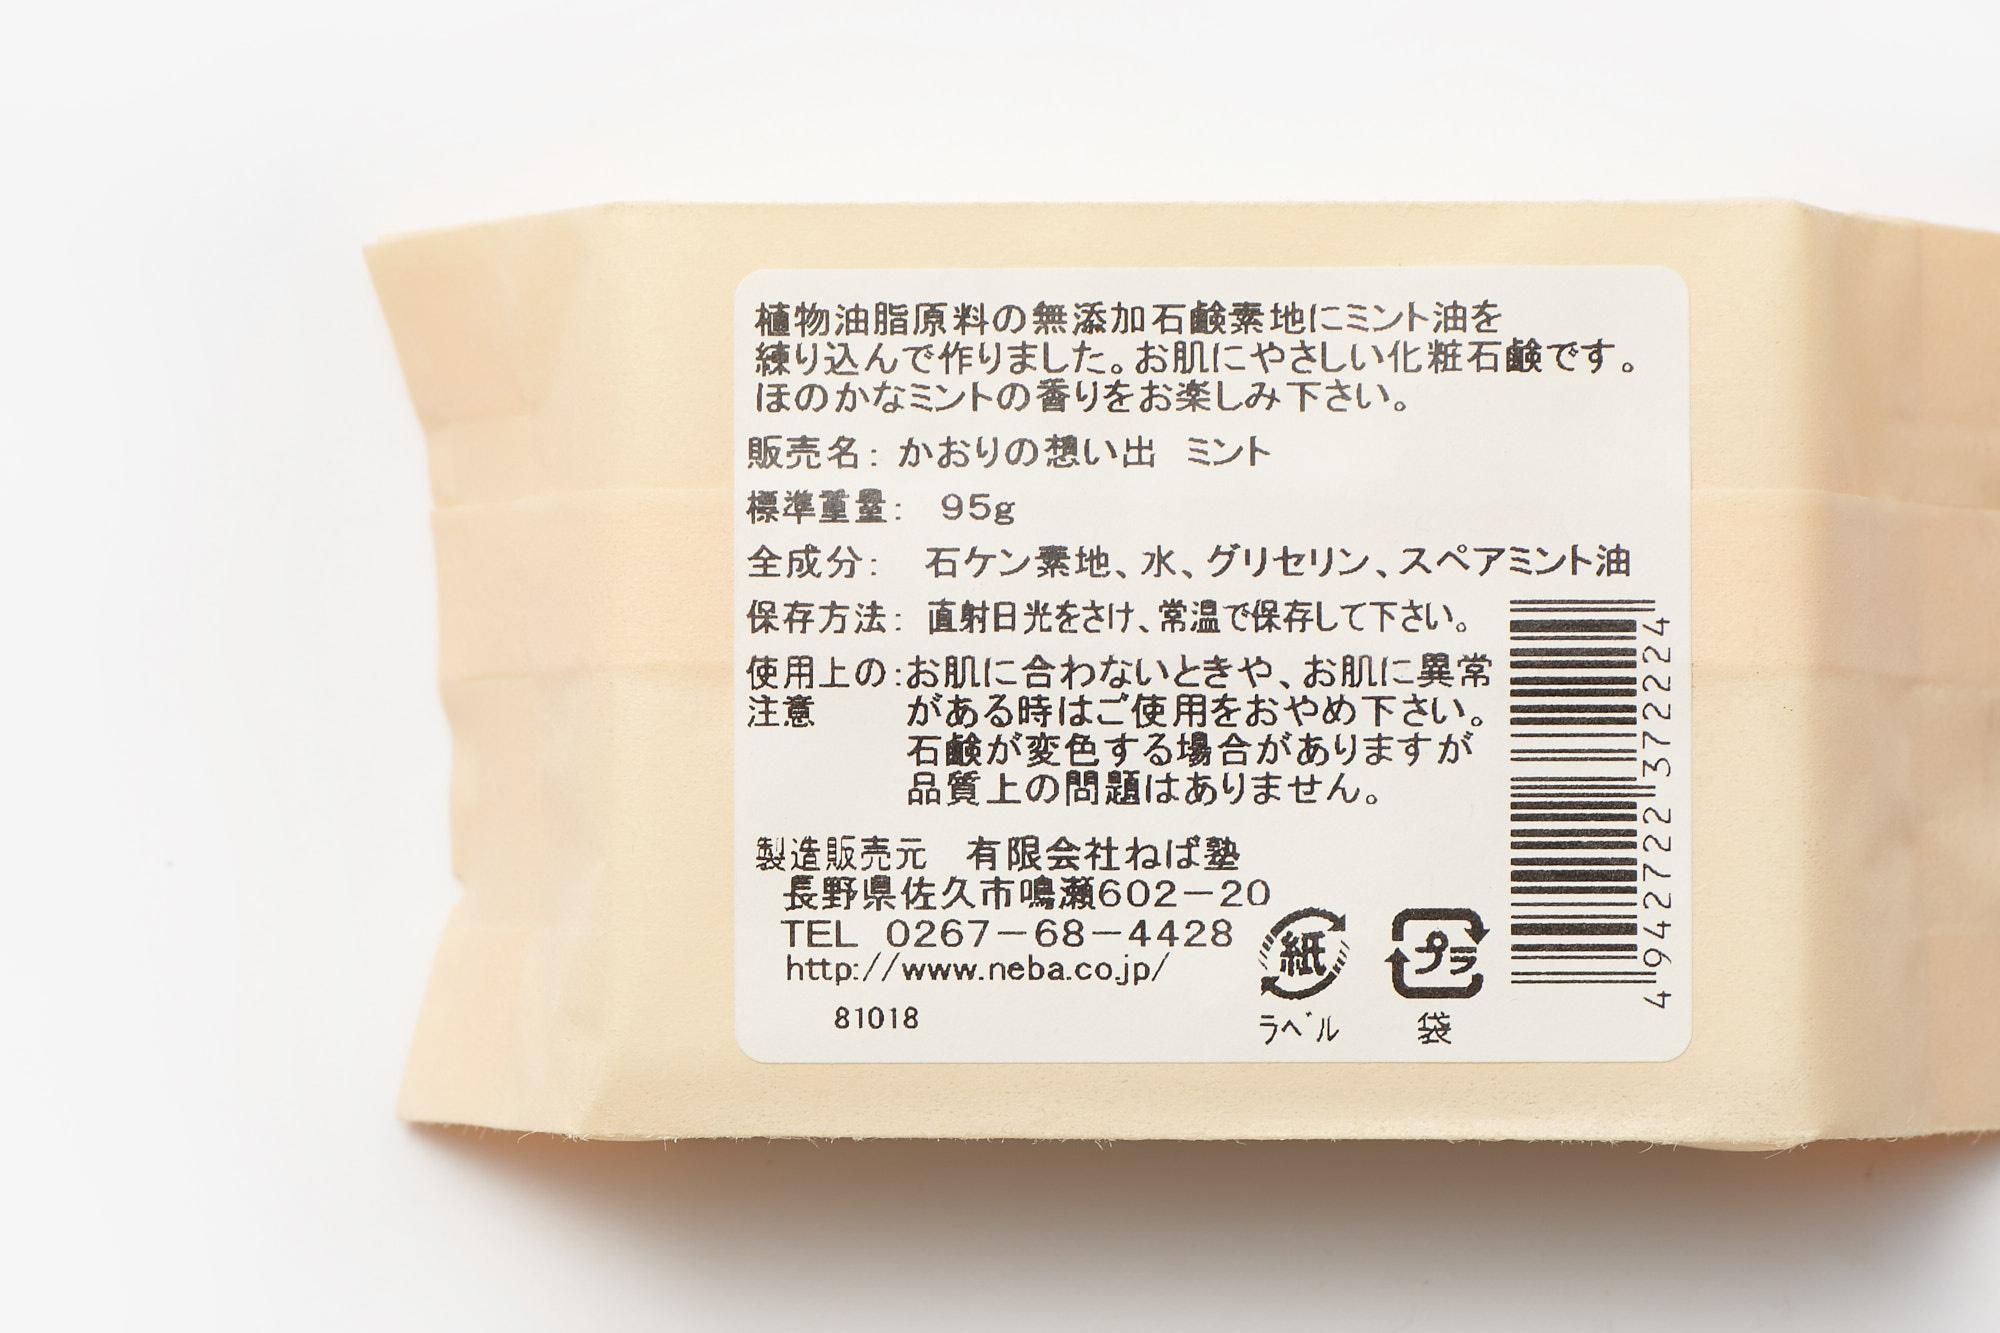 植物油脂原料の無添加石鹸素地にミント油を
練り込んで作りました。お肌にやさしい化粧石鹸です。
ほのかなミントの香りをお楽しみ下さい。
販売名：かおりの想い出　ミント
標準重量：　95g
全成分：　石ケン素地、水、グリセリン、スペアミント油
保存方法：直射日光をさけ、常温で保存して下さい。
使用上の：お肌に合わないときや、お肌に異常
注意　　　がある時はご使用をおやめ下さい。
石鹸が変色する場合がありますが
品質上の問題はありません。
製造販売元　有限会社ねば塾
長野県佐久市鳴瀬602－20
TEL 0267－68－4428
http://www.neba.co.jp/
81018
紙
ラベル
プラ
袋
4942722372224